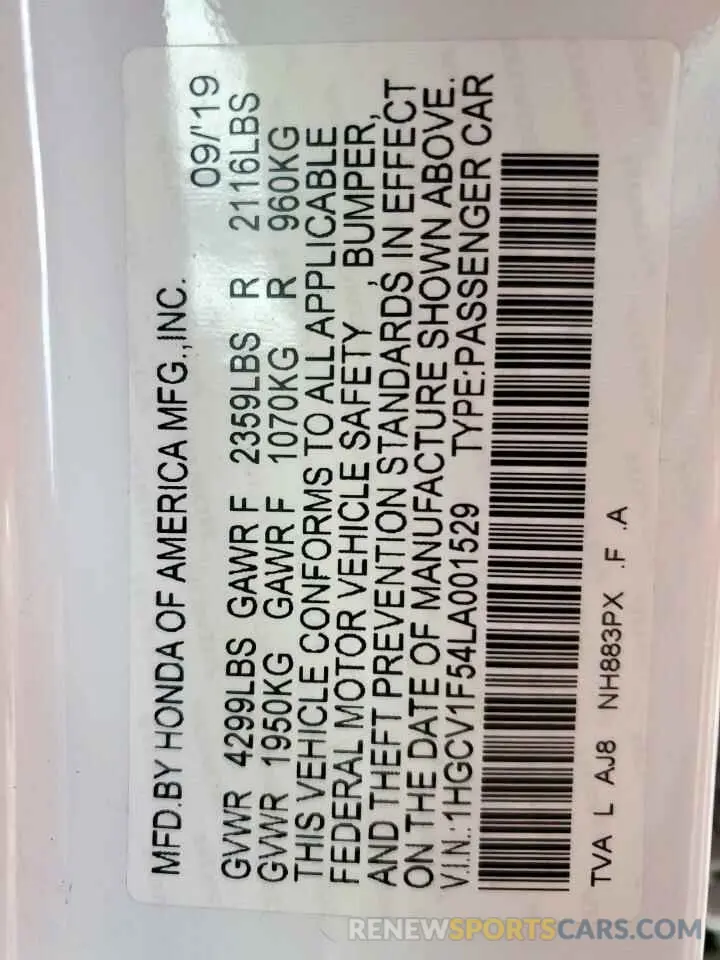 MFD.BY HONDA OF AMERICA MFG.,INC. 09/'19
GVWR 4299LBS GAWR F 2359LBS R 2116LBS
GVWR 1950KG GAWR F 1070KG R 960KG
THIS VEHICLE CONFORMS TO ALL APPLICABLE
FEDERAL MOTOR VEHICLE SAFETY , BUMPER,
AND THEFT PREVENTION STANDARDS IN EFFECT
ON THE DATE OF MANUFACTURE SHOWN ABOVE.
V.I.N.:1HGCV1F54LA001529 TYPE:PASSENGER CAR
TVA L AJ8 NH883PX .F .A
RENEWSPORTSCARS.COM